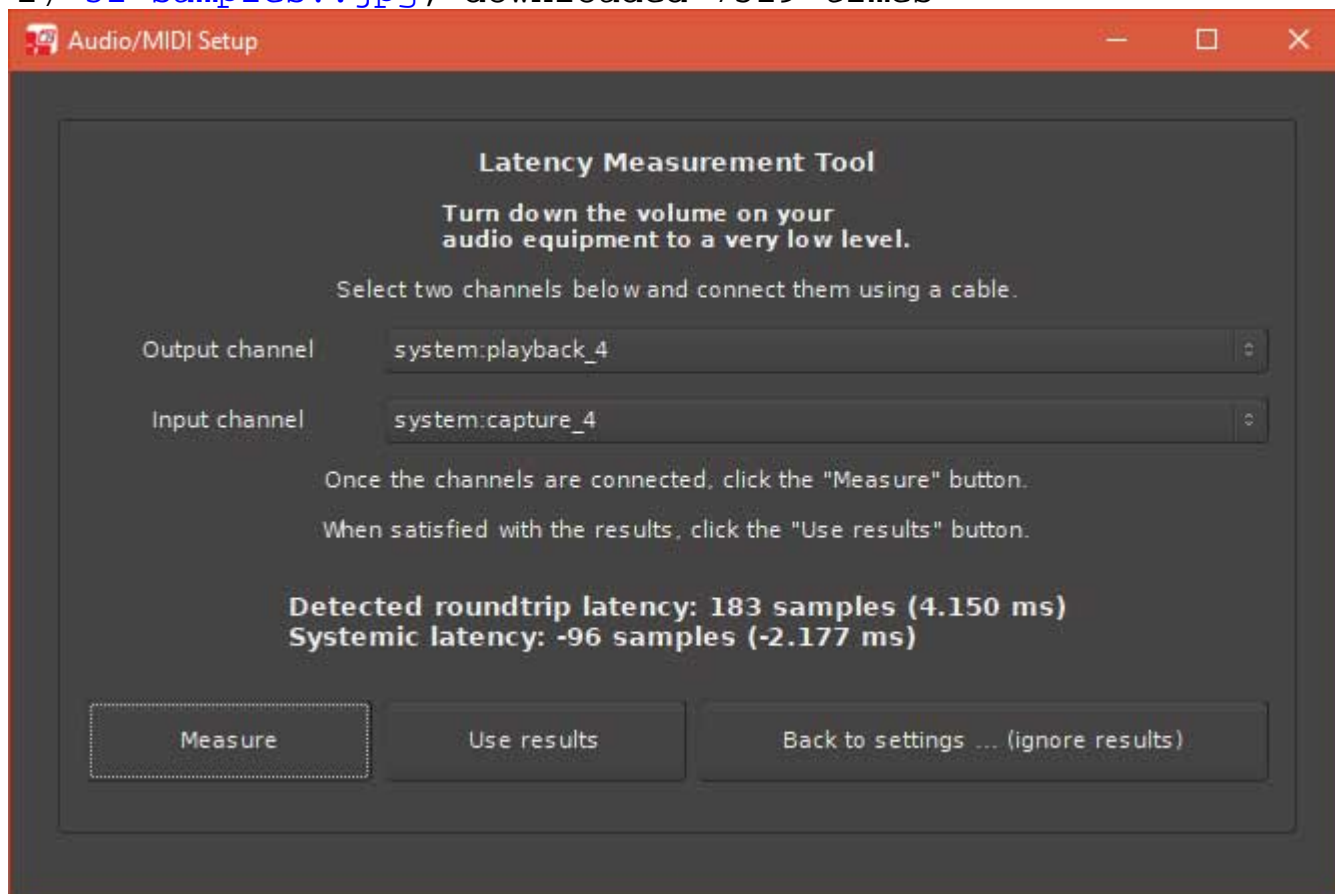 Audio/MIDI Setup
Latency Measurement Tool
Turn down the volume on your
audio equipment to a very low level.
Select two channels below and connect them using a cable.
Output channel system:playback_4
Input channel system:capture_4
Once the channels are connected, click the "Measure" button.
When satisfied with the results, click the "Use results" button.
Detected roundtrip latency: 183 samples (4.150 ms)
Systemic latency: -96 samples (-2.177 ms)
Measure Use results Back to settings ... (ignore results)